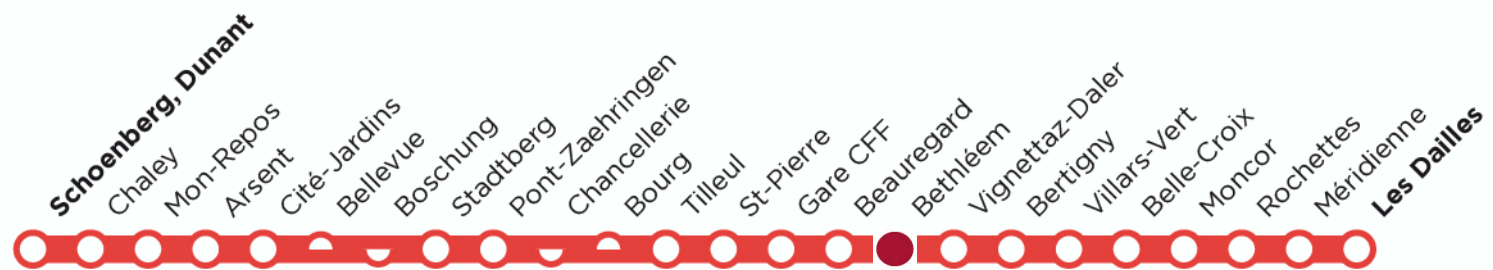 Schoenberg, Dunant
Chaley
Mon-Repos
Arsent
Cité-Jardins
Bellevue
Boschung
Stadtberg
Pont-Zaehringen
Chancellerie
Bourg
Tilleul
St-Pierre
Gare CFF
Beauregard
Bethléem
Vignettaz-Daler
Bertigny
Villars-Vert
Belle-Croix
Moncor
Rochettes
Méridienne
Les Dailles